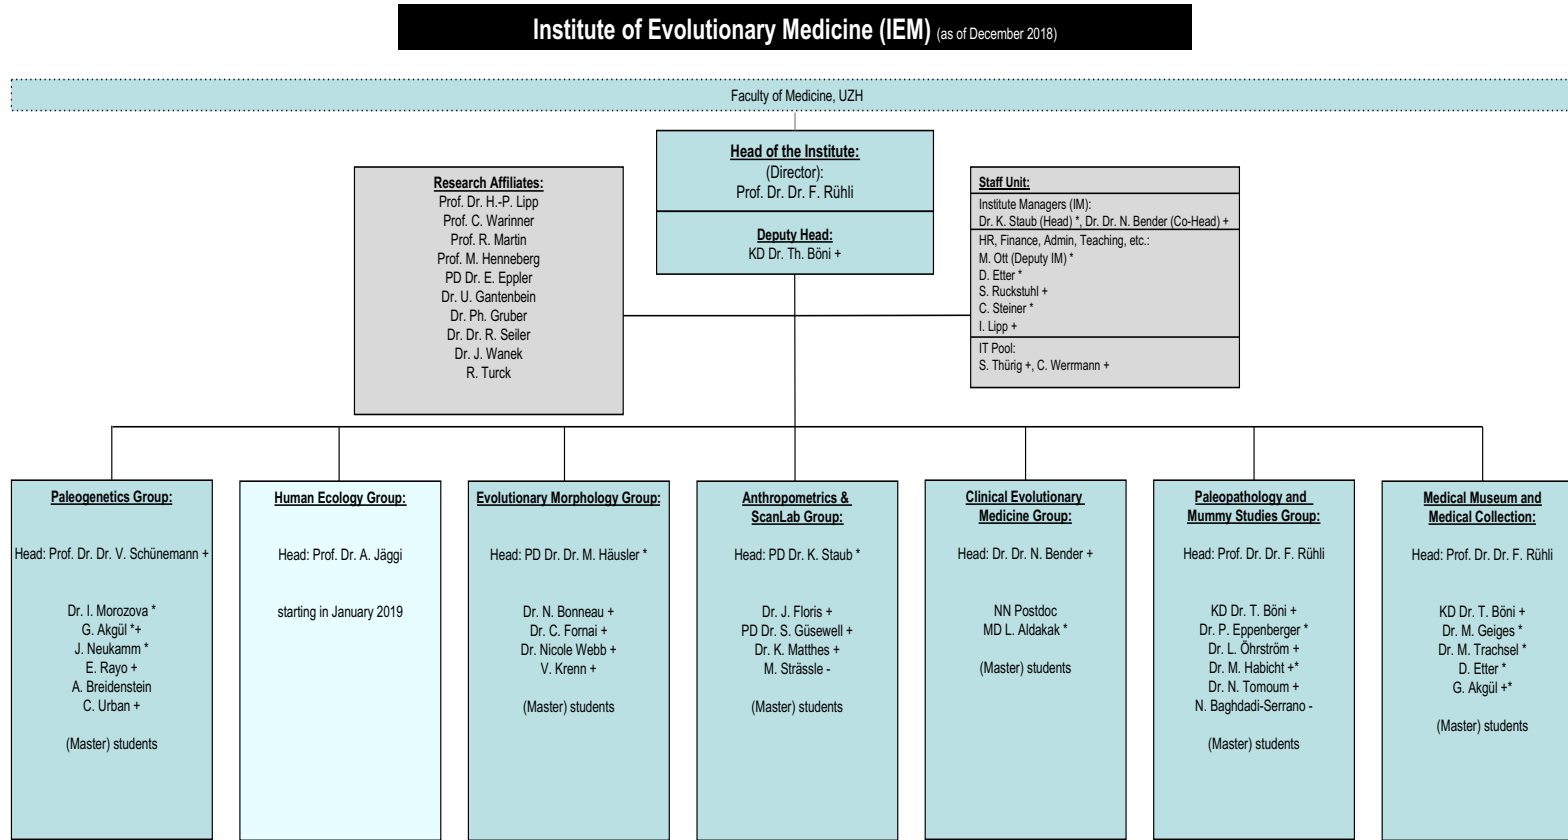 Institute of Evolutionary Medicine (IEM) (as of December 2018)
Faculty of Medicine, UZH
Head of the Institute:
(Director):
Prof. Dr. Dr. F. Rühli
Deputy Head:
KD Dr. Th. Böni +
Research Affiliates:
Prof. Dr. H.-P. Lipp
Prof. C. Warinner
Prof. R. Martin
Prof. M. Henneberg
PD Dr. E. Eppler
Dr. U. Gantenbein
Dr. Ph. Gruber
Dr. Dr. R. Seiler
Dr. J. Wanek
R. Turck
Staff Unit:
Institute Managers (IM):
Dr. K. Staub (Head) *, Dr. Dr. N. Bender (Co-Head) +
HR, Finance, Admin, Teaching, etc.:
M. Ott (Deputy IM) *
D. Etter *
S. Ruckstuhl +
C. Steiner *
I. Lipp +
IT Pool:
S. Thürig +, C. Werrmann +
Paleogenetics Group:
Head: Prof. Dr. Dr. V. Schünemann +
Dr. I. Morozova *
G. Akgül *+
J. Neukamm *
E. Rayo +
A. Breidenstein
C. Urban +
(Master) students
Human Ecology Group:
Head: Prof. Dr. A. Jäggi
starting in January 2019
Evolutionary Morphology Group:
Head: PD Dr. Dr. M. Häusler *
Dr. N. Bonneau +
Dr. C. Fornai +
Dr. Nicole Webb +
V. Krenn +
(Master) students
Anthropometrics &
ScanLab Group:
Head: PD Dr. K. Staub *
Dr. J. Floris +
PD Dr. S. Güsewell +
Dr. K. Matthes +
M. Strässle -
(Master) students
Clinical Evolutionary
Medicine Group:
Head: Dr. Dr. N. Bender +
NN Postdoc
MD L. Aldakak *
(Master) students
Paleopathology and
Mummy Studies Group:
Head: Prof. Dr. Dr. F. Rühli
KD Dr. T. Böni +
Dr. P. Eppenberger *
Dr. L. Öhrström +
Dr. M. Habicht +*
Dr. N. Tomoum +
N. Baghdadi-Serrano -
(Master) students
Medical Museum and
Medical Collection:
Head: Prof. Dr. Dr. F. Rühli
KD Dr. T. Böni +
Dr. M. Geiges *
Dr. M. Trachsel *
D. Etter *
G. Akgül +*
(Master) students